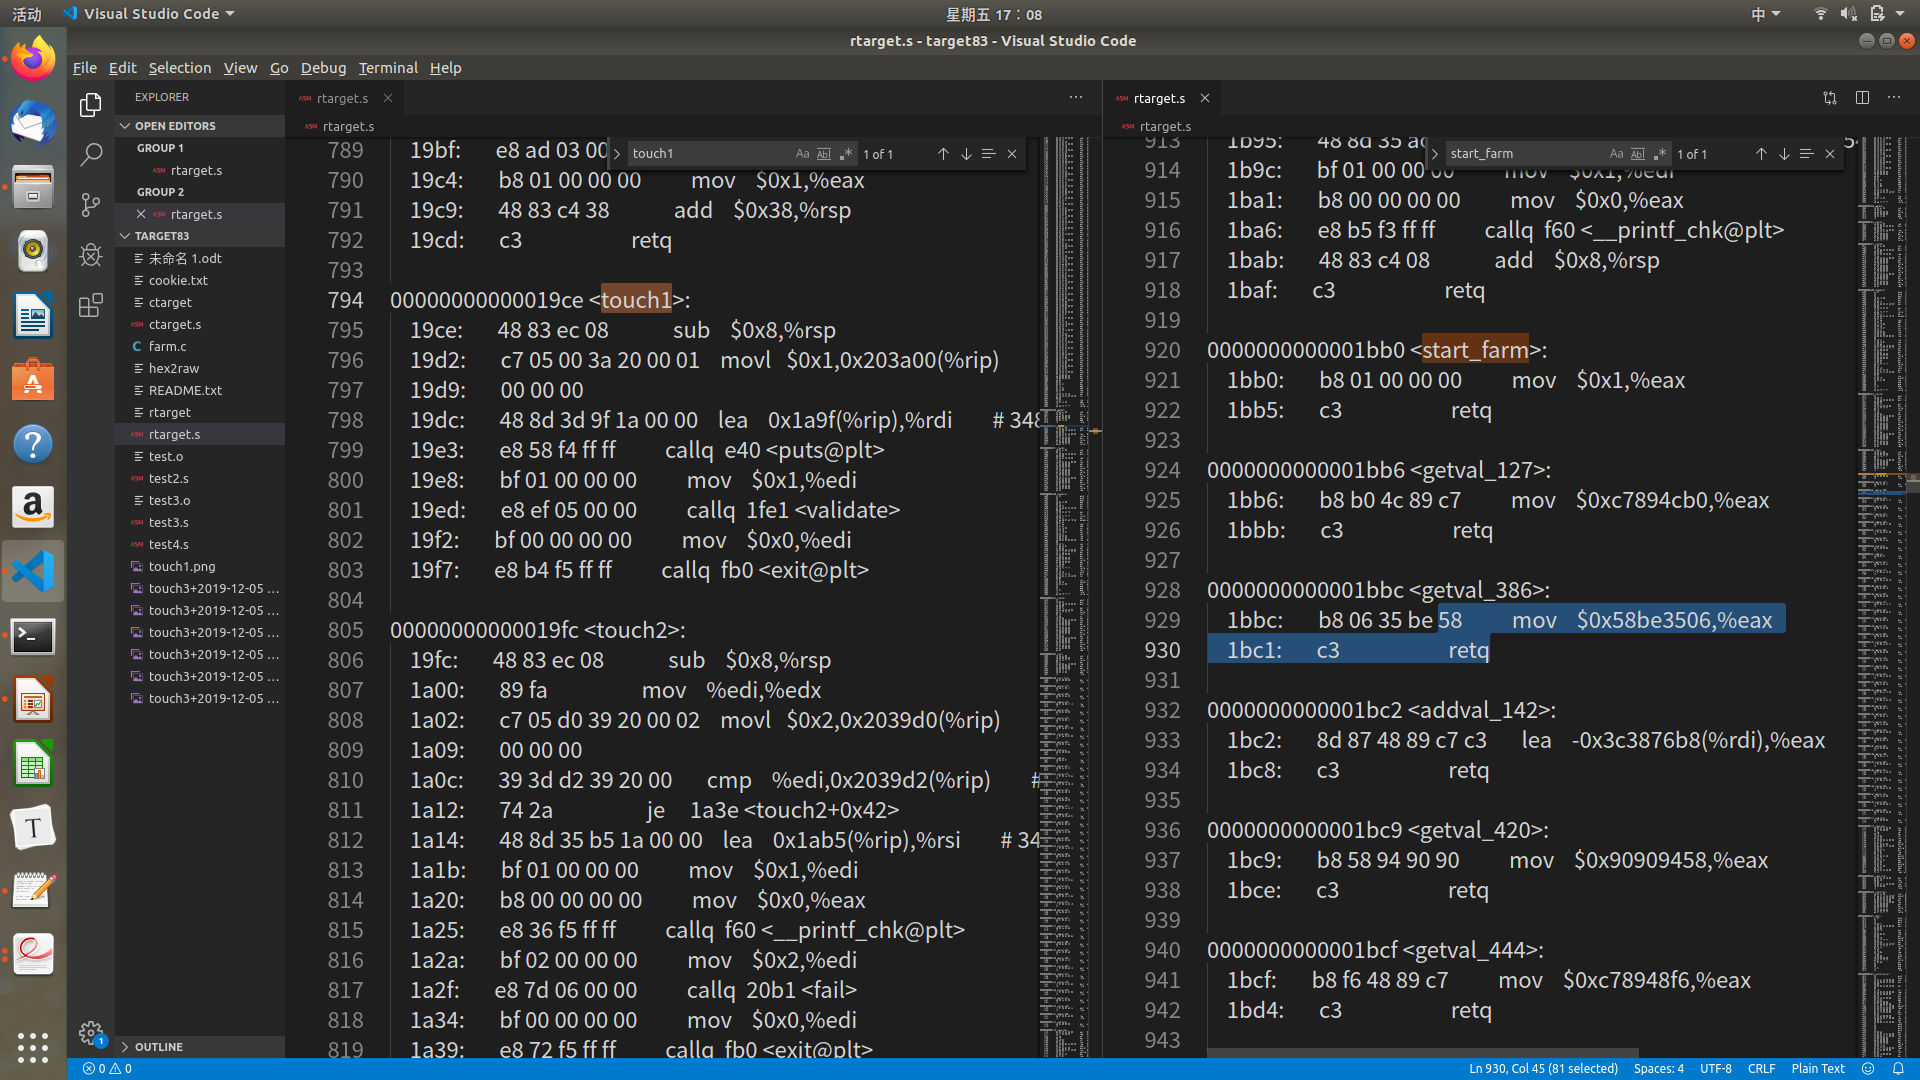 活动
Visual Studio Code
星期五 17：08
中
rtarget.s - target83 - Visual Studio Code
File Edit Selection View Go Debug Terminal Help
EXPLORER
OPEN EDITORS
GROUP 1
ASM rtarget.s
GROUP 2
ASM rtarget.s
TARGET83
未命名 1.odt
cookie.txt
ctarget
ASM ctarget.s
C farm.c
hex2raw
README.txt
rtarget
ASM rtarget.s
test.o
ASM test2.s
test3.o
ASM test3.s
ASM test4.s
touch1.png
touch3+2019-12-05 ...
touch3+2019-12-05 ...
touch3+2019-12-05 ...
touch3+2019-12-05 ...
touch3+2019-12-05 ...
touch3+2019-12-05 ...
OUTLINE
ASM rtarget.s
ASM rtarget.s
touch1 Aa Abl .* 1 of 1
789 19bf: e8 ad 03 00
790 19c4: b8 01 00 00 00 mov $0x1,%eax
791 19c9: 48 83 c4 38 add $0x38,%rsp
792 19cd: c3 retq
793
794 00000000000019ce <touch1>:
795 19ce: 48 83 ec 08 sub $0x8,%rsp
796 19d2: c7 05 00 3a 20 00 01 movl $0x1,0x203a00(%rip)
797 19d9: 00 00 00
798 19dc: 48 8d 3d 9f 1a 00 00 lea 0x1a9f(%rip),%rdi # 348
799 19e3: e8 58 f4 ff ff callq e40 <puts@plt>
800 19e8: bf 01 00 00 00 mov $0x1,%edi
801 19ed: e8 ef 05 00 00 callq 1fe1 <validate>
802 19f2: bf 00 00 00 00 mov $0x0,%edi
803 19f7: e8 b4 f5 ff ff callq fb0 <exit@plt>
804
805 00000000000019fc <touch2>:
806 19fc: 48 83 ec 08 sub $0x8,%rsp
807 1a00: 89 fa mov %edi,%edx
808 1a02: c7 05 d0 39 20 00 02 movl $0x2,0x2039d0(%rip)
809 1a09: 00 00 00
810 1a0c: 39 3d d2 39 20 00 cmp %edi,0x2039d2(%rip) #
811 1a12: 74 2a je 1a3e <touch2+0x42>
812 1a14: 48 8d 35 b5 1a 00 00 lea 0x1ab5(%rip),%rsi # 34
813 1a1b: bf 01 00 00 00 mov $0x1,%edi
814 1a20: b8 00 00 00 00 mov $0x0,%eax
815 1a25: e8 36 f5 ff ff callq f60 <__printf_chk@plt>
816 1a2a: bf 02 00 00 00 mov $0x2,%edi
817 1a2f: e8 7d 06 00 00 callq 20b1 <fail>
818 1a34: bf 00 00 00 00 mov $0x0,%edi
819 1a39: e8 72 f5 ff ff callq fb0 <exit@plt>
ASM rtarget.s
ASM rtarget.s
start_farm Aa Abl .* 1 of 1
913 1b95: 48 8d 35 a
914 1b9c: bf 01 00 00 00 mov $0x1,%edi
915 1ba1: b8 00 00 00 00 mov $0x0,%eax
916 1ba6: e8 b5 f3 ff ff callq f60 <__printf_chk@plt>
917 1bab: 48 83 c4 08 add $0x8,%rsp
918 1baf: c3 retq
919
920 0000000000001bb0 <start_farm>:
921 1bb0: b8 01 00 00 00 mov $0x1,%eax
922 1bb5: c3 retq
923
924 0000000000001bb6 <getval_127>:
925 1bb6: b8 b0 4c 89 c7 mov $0xc7894cb0,%eax
926 1bbb: c3 retq
927
928 0000000000001bbc <getval_386>:
929 1bbc: b8 06 35 be 58 mov $0x58be3506,%eax
930 1bc1: c3 retq
931
932 0000000000001bc2 <addval_142>:
933 1bc2: 8d 87 48 89 c7 c3 lea -0x3c3876b8(%rdi),%eax
934 1bc8: c3 retq
935
936 0000000000001bc9 <getval_420>:
937 1bc9: b8 58 94 90 90 mov $0x90909458,%eax
938 1bce: c3 retq
939
940 0000000000001bcf <getval_444>:
941 1bcf: b8 f6 48 89 c7 mov $0xc78948f6,%eax
942 1bd4: c3 retq
943
0 0
Ln 930, Col 45 (81 selected) Spaces: 4 UTF-8 CRLF Plain Text